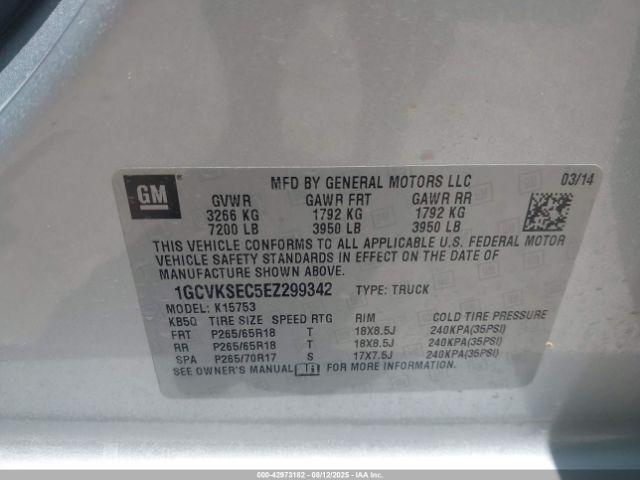 GM
MFD BY GENERAL MOTORS LLC 03/14
GVWR GAWR FRT GAWR RR
3266 KG 1792 KG 1792 KG
7200 LB 3950 LB 3950 LB
THIS VEHICLE CONFORMS TO ALL APPLICABLE U.S. FEDERAL MOTOR
VEHICLE SAFETY STANDARDS IN EFFECT ON THE DATE OF
MANUFACTURE SHOWN ABOVE.
1GCVKSEC5EZ299342 TYPE: TRUCK
MODEL: K15753
KB5Q TIRE SIZE SPEED RTG RIM COLD TIRE PRESSURE
FRT P265/65R18 T 18X8.5J 240KPA(35PSI)
RR P265/65R18 T 18X8.5J 240KPA(35PSI)
SPA P265/70R17 S 17X7.5J 240KPA(35PSI)
SEE OWNER'S MANUAL FOR MORE INFORMATION.
000-42973162 - 08/12/2025 - IAA Inc.